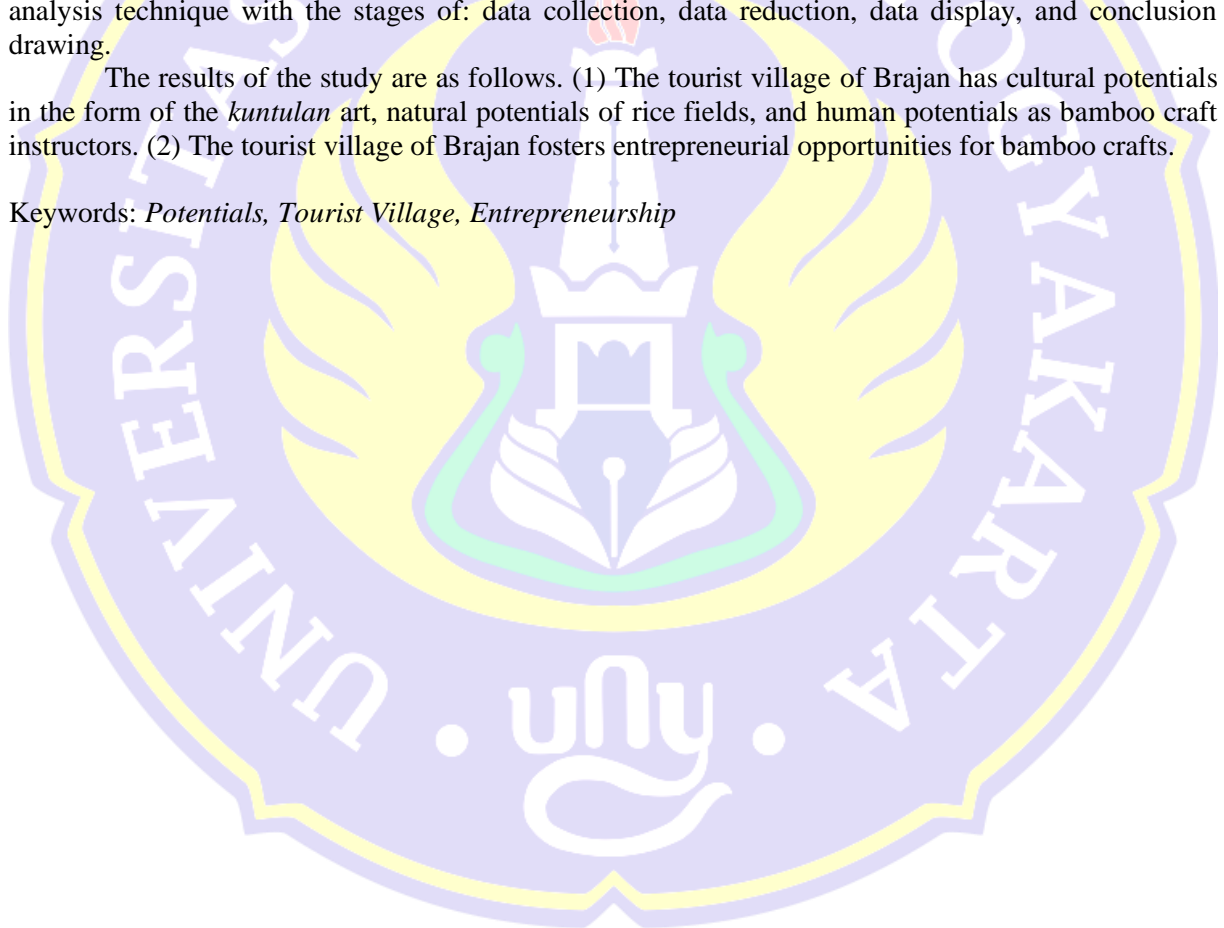 analysis technique with the stages of: data collection, data reduction, data display, and conclusion
drawing.
The results of the study are as follows. (1) The tourist village of Brajan has cultural potentials
in the form of the kuntulan art, natural potentials of rice fields, and human potentials as bamboo craft
instructors. (2) The tourist village of Brajan fosters entrepreneurial opportunities for bamboo crafts.
Keywords: Potentials, Tourist Village, Entrepreneurship
UNIVERSITAS
OGYAKARTA
uny